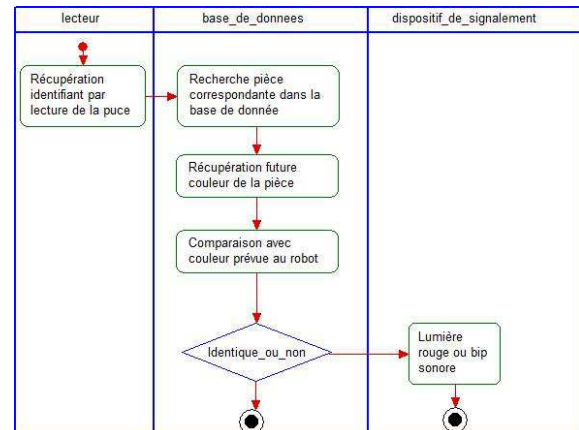 lecteur
base_de_donnees
dispositif_de_signalement
Récupération
identifiant par
lecture de la puce
Recherche pièce
correspondante dans la
base de donnée
Récupération future
couleur de la pièce
Comparaison avec
couleur prévue au robot
Identique_ou_non
Lumière
rouge ou bip
sonore